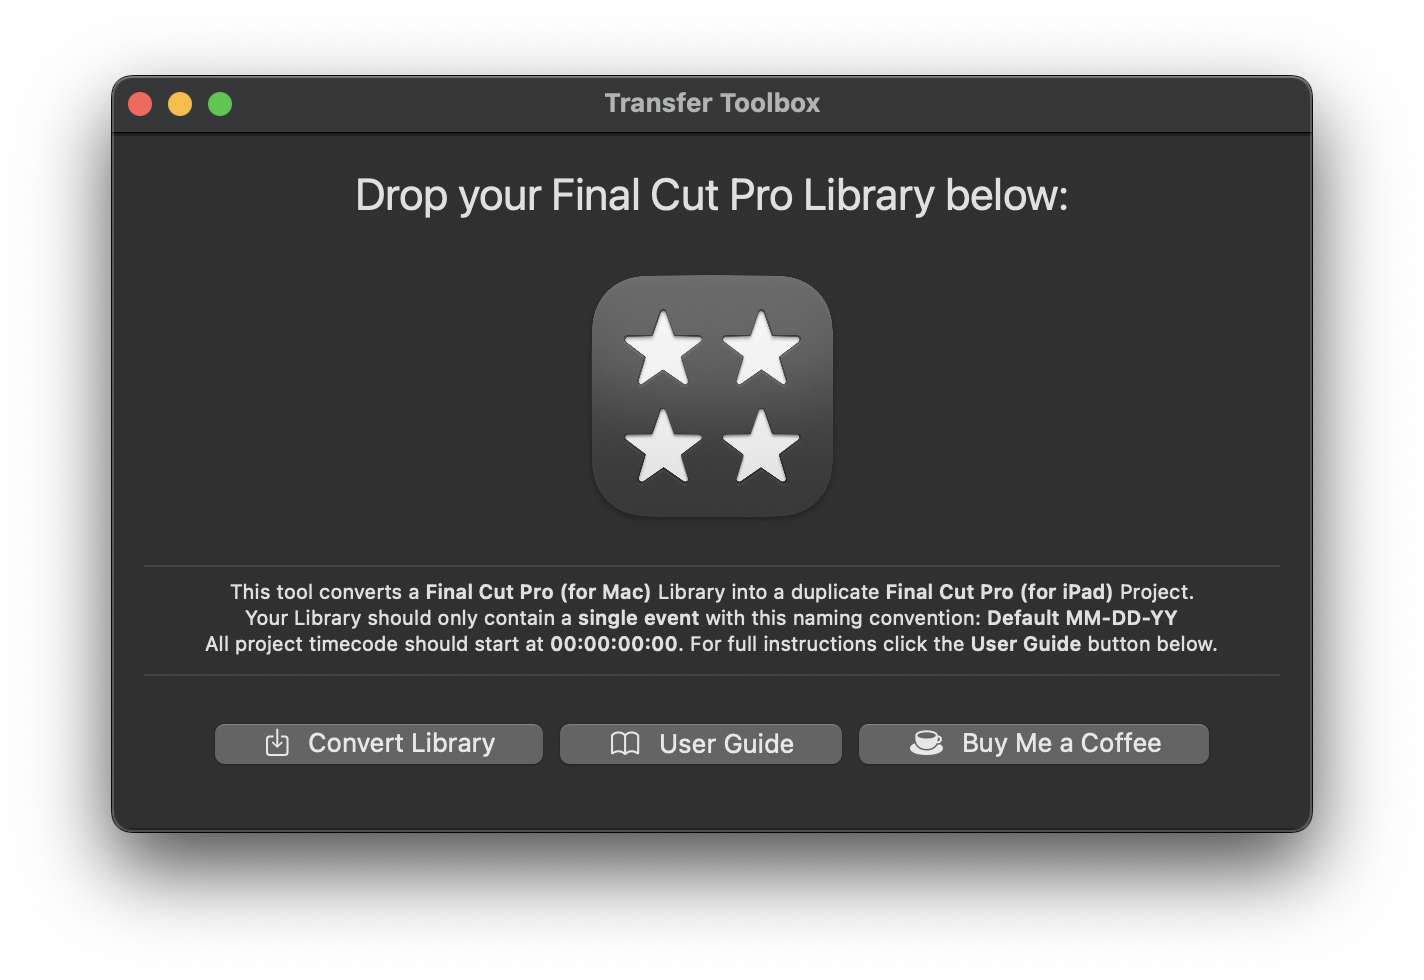 Transfer Toolbox
Drop your Final Cut Pro Library below:
This tool converts a Final Cut Pro (for Mac) Library into a duplicate Final Cut Pro (for iPad) Project.
Your Library should only contain a single event with this naming convention: Default MM-DD-YY
All project timecode should start at 00:00:00:00. For full instructions click the User Guide button below.
Convert Library
User Guide
Buy Me a Coffee